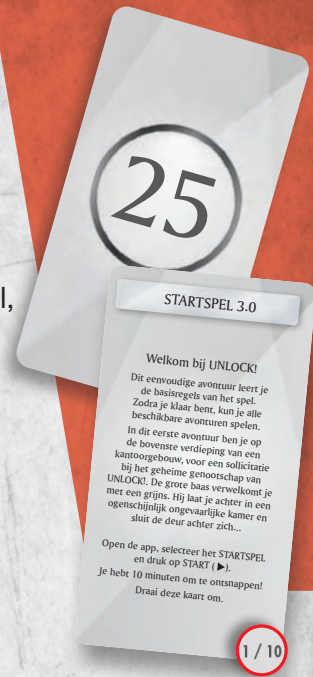 25
l,
STARTSPEL 3.0
Welkom bij UNLOCK!
Dit eenvoudige avontuur leert je
de basisregels van het spel.
Zodra je klaar bent, kun je alle
beschikbare avonturen spelen.
In dit eerste avontuur ben je op
de bovenste verdieping van een
kantoorgebouw, voor een sollicitatie
bij het geheime genootschap van
UNLOCK!. De grote baas verwelkomt je
met een grijns. Hij laat je achter in een
ogenschijnlijk ongevaarlijke kamer en
sluit de deur achter zich...
Open de app, selecteer het STARTSPEL
en druk op START (▶).
Je hebt 10 minuten om te ontsnappen!
Draai deze kaart om.
1 / 10